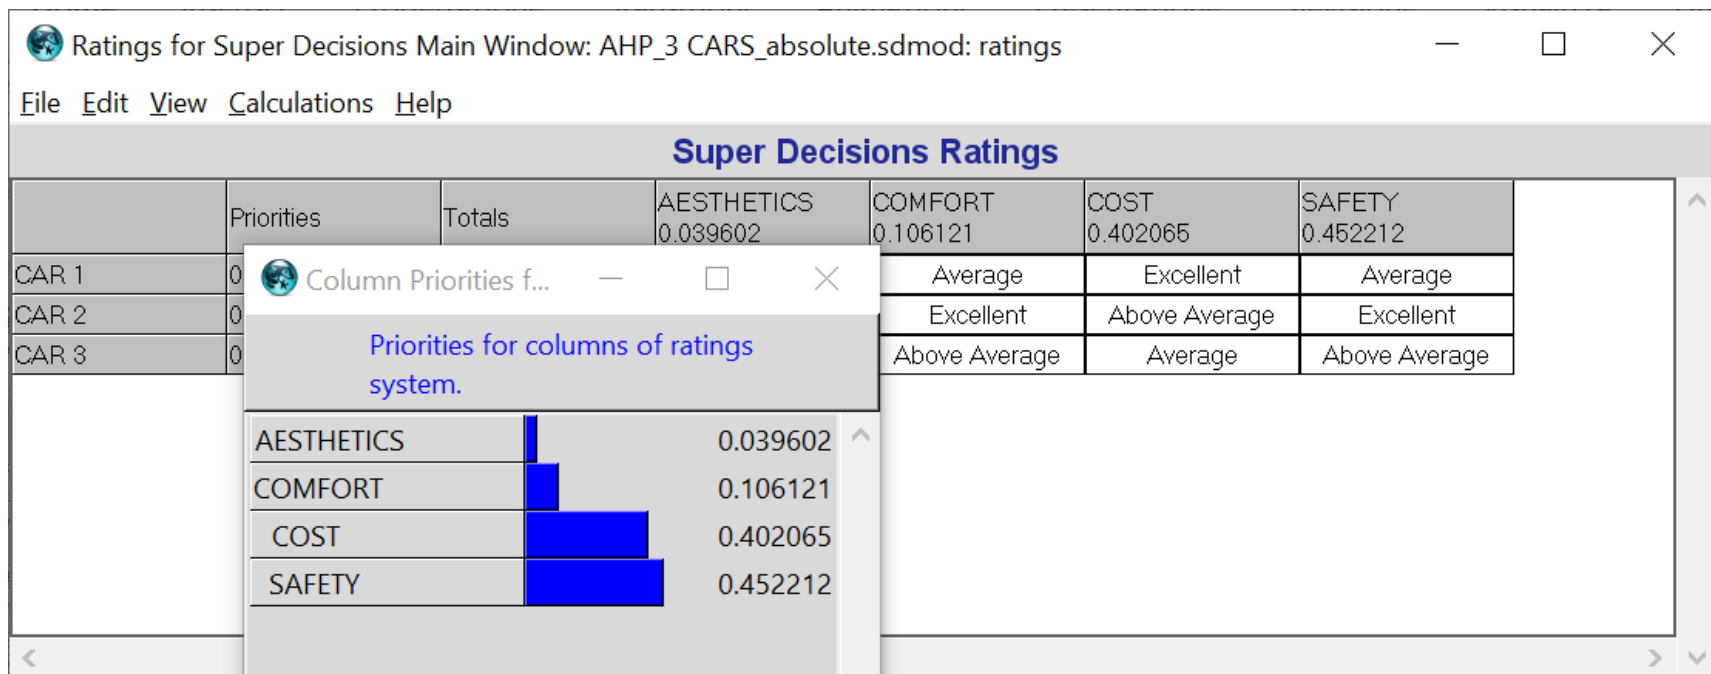 Ratings for Super Decisions Main Window: AHP_3 CARS_absolute.sdmod: ratings
File Edit View Calculations Help
Super Decisions Ratings
Priorities Totals AESTHETICS COMFORT COST SAFETY
0.039602 0.106121 0.402065 0.452212
CAR 1 0 Average Excellent Average
CAR 2 0 Excellent Above Average Excellent
CAR 3 0 Above Average Average Above Average
Column Priorities f...
Priorities for columns of ratings
system.
AESTHETICS 0.039602
COMFORT 0.106121
COST 0.402065
SAFETY 0.452212